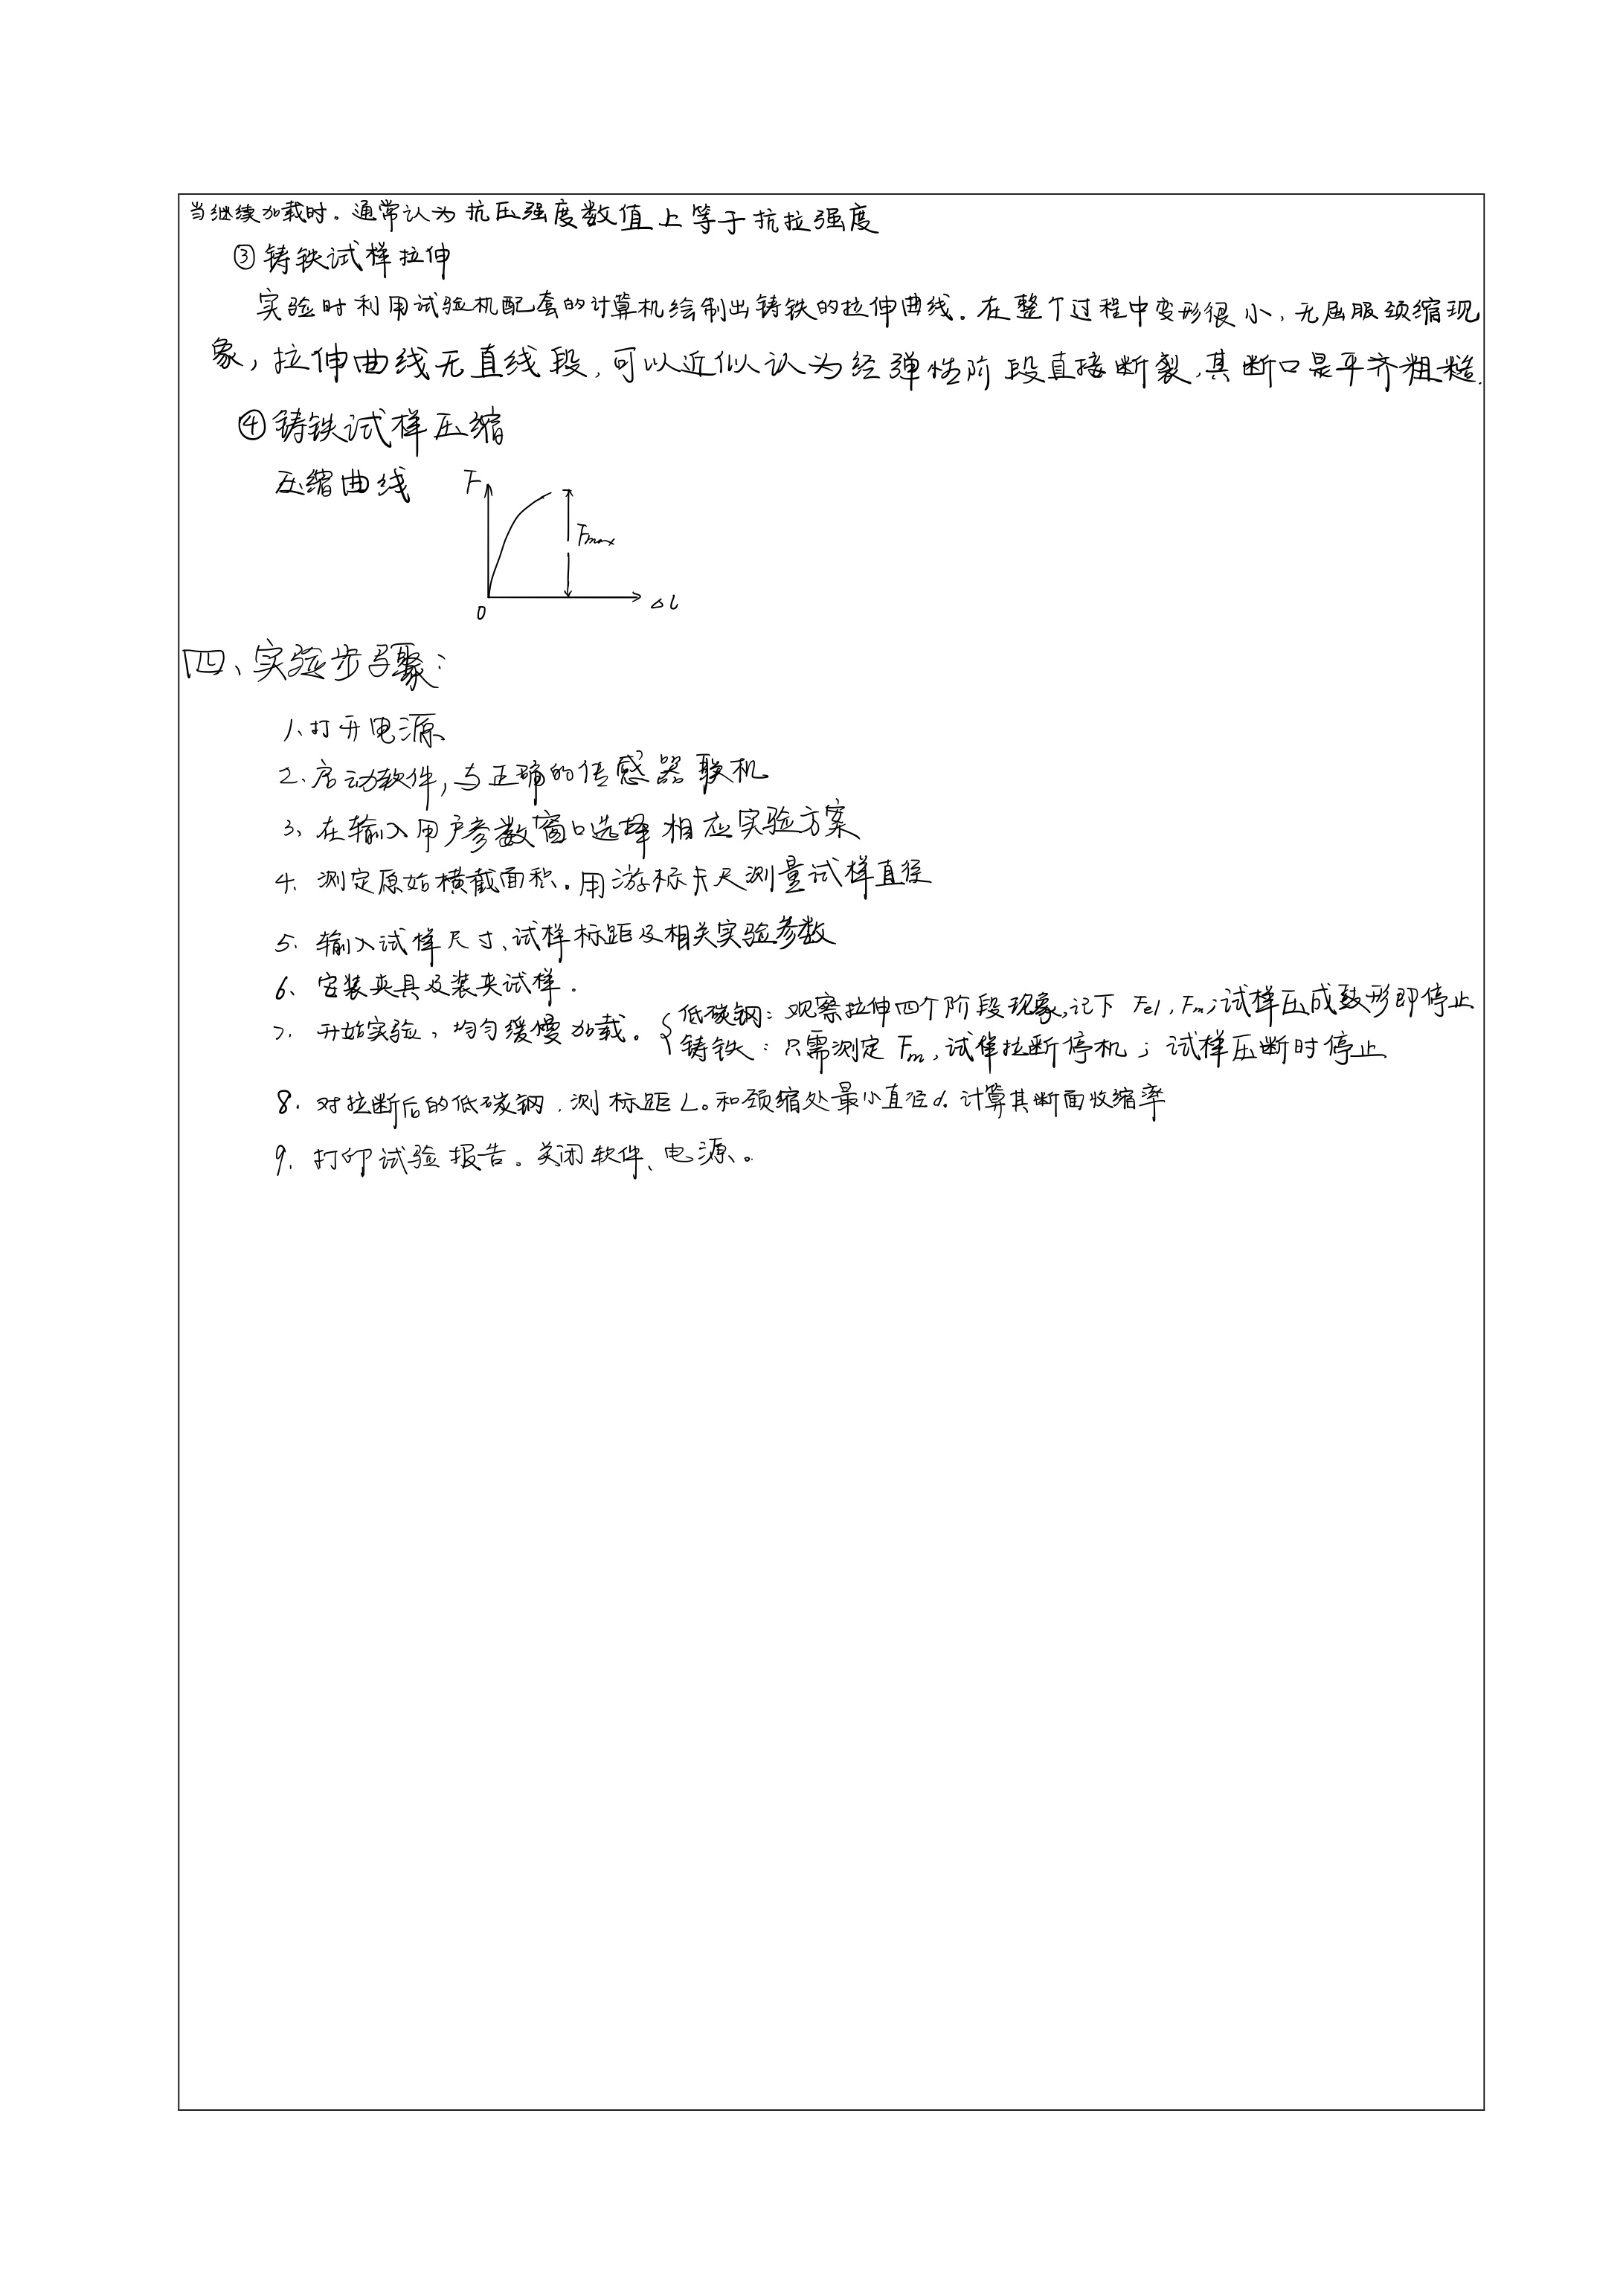 当继续加载时。通常认为抗压强度数值上等于抗拉强度
③铸铁试样拉伸
实验时利用试验机配套的计算机绘制出铸铁的拉伸曲线。在整个过程中变形很小,无屈服颈缩现
象,拉伸曲线无直线段,可以近似认为经弹性阶段直接断裂,其断口是平齐粗糙.
④铸铁试样压缩
压缩曲线
F
Fmax
0
Δl
四、实验步骤:
1、打开电源
2.启动软件,与正确的传感器联机
3、在输入用户参数窗口选择相应实验方案
4、测定原始横截面积。用游标卡尺测量试样直径
5.输入试样尺寸、试样标距及相关实验参数
6、安装夹具及装夹试样.
7.开始实验,均匀缓慢加载。
低碳钢:观察拉伸四个阶段现象,记下 Fel,Fm;试样压成鼓形即停止
铸铁:只需测定 Fm,试样拉断停机;试样压断时停止
8.对拉断后的低碳钢.测标距L。和颈缩处最小直径d.计算其断面收缩率
9.打印试验报告。关闭软件、电源。